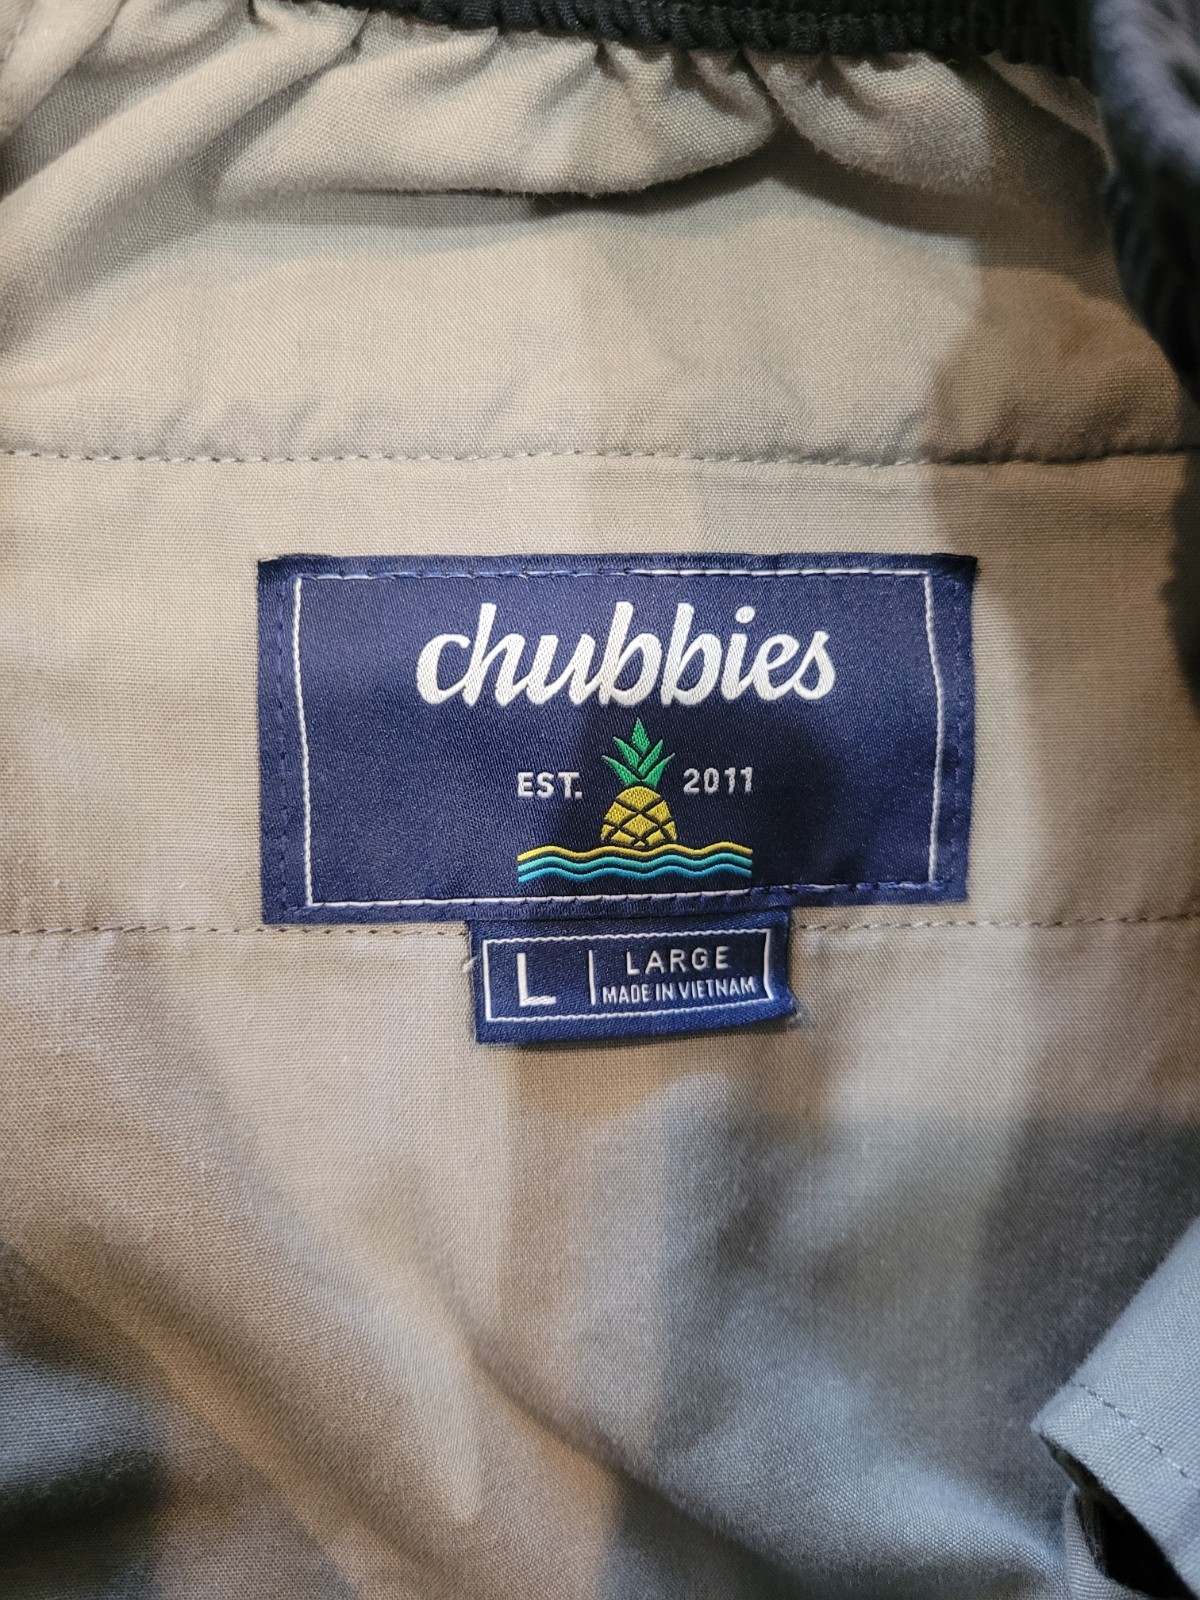 chubbies
EST. 2011
L LARGE
MADE IN VIETNAM